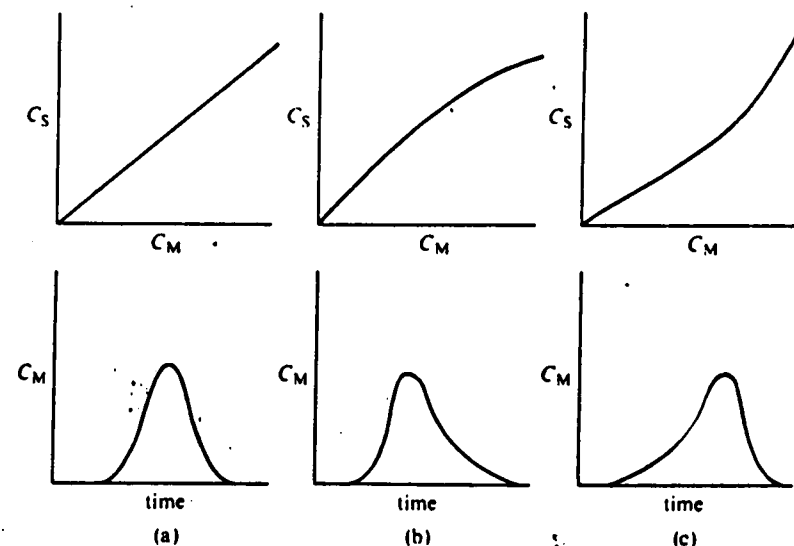 C_S C_S C_S
C_M C_M C_M
C_M C_M C_M
time time time
(a) (b) (c)